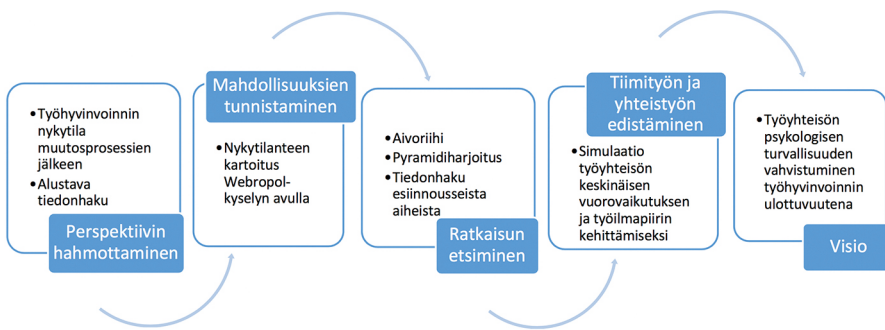 •Työhyvinvoinnin
nykytila
muutosprosessien
jälkeen
•Alustava
tiedonhaku
Perspektiivin
hahmottaminen
Mahdollisuuksien
tunnistaminen
•Nykytilanteen
kartoitus
Webropol-
kyselyn avulla
•Aivoriihi
•Pyramidiharjoitus
•Tiedonhaku
esiinnousseista
aiheista
Ratkaisun
etsiminen
Tiimityön ja
yhteistyön
edistäminen
•Simulaatio
työyhteisön
keskinäisen
vuorovaikutuksen
ja työilmapiirin
kehittämiseksi
•Työyhteisön
psykologisen
turvallisuuden
vahvistuminen
työhyvinvoinnin
ulottuvuutena
Visio